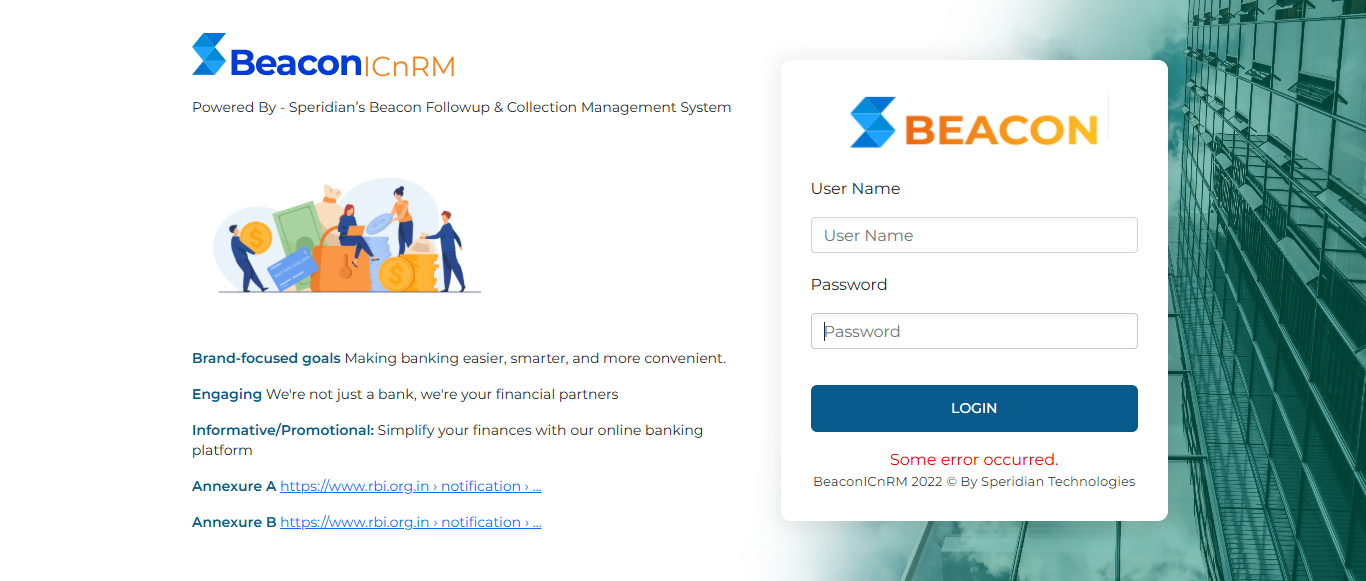 BeaconICnRM
Powered By - Speridian’s Beacon Followup & Collection Management System
Brand-focused goals Making banking easier, smarter, and more convenient.
Engaging We're not just a bank, we're your financial partners
Informative/Promotional: Simplify your finances with our online banking
platform
Annexure A https://www.rbi.org.in › notification › ...
Annexure B https://www.rbi.org.in › notification › ...
BEACON
User Name
User Name
Password
Password
LOGIN
Some error occurred.
BeaconICnRM 2022 © By Speridian Technologies